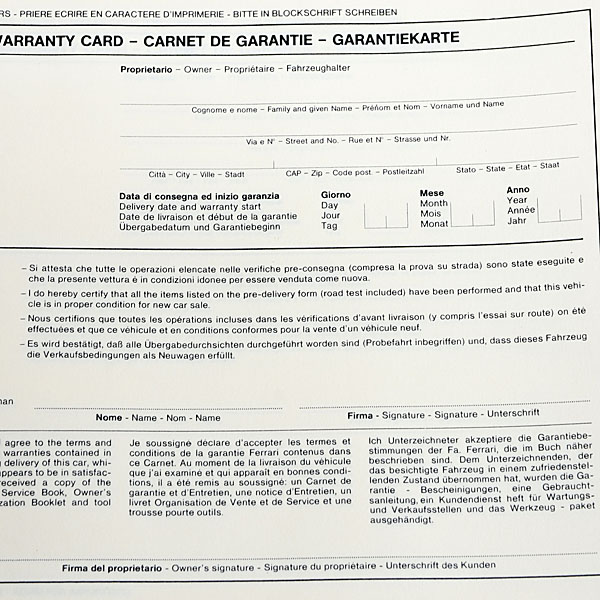 RS - PRIERE ECRIRE EN CARACTERE D'IMPRIMERIE - BITTE IN BLOCKSCHRIFT SCHREIBEN
WARRANTY CARD – CARNET DE GARANTIE – GARANTIEKARTE
Proprietario – Owner – Propriétaire – Fahrzeughalter
Cognome e nome – Family and given Name – Prénom et Nom – Vorname und Name
Via e N° – Street and No. – Rue et N° – Strasse und Nr.
Città – City – Ville – Stadt CAP – Zip – Code post. – Postleitzahl Stato – State – Etat – Staat
Data di consegna ed inizio garanzia Giorno Mese Anno
Delivery date and warranty start Day Month Year
Date de livraison et début de la garantie Jour Mois Année
Übergabedatum und Garantiebeginn Tag Monat Jahr
– Si attesta che tutte le operazioni elencate nelle verifiche pre-consegna (compresa la prova su strada) sono state eseguite e
che la presente vettura è in condizioni idonee per essere venduta come nuova.
– I do hereby certify that all the items listed on the pre-delivery form (road test included) have been performed and that this vehi-
cle is in proper condition for new car sale.
– Nous certifions que toutes les opérations incluses dans les vérifications d'avant livraison (y compris l'essai sur route) on été
effectuées et que ce véhicule et en conditions conformes pour la vente d'un véhicule neuf.
– Es wird bestätigt, daß alle Übergabedurchsichten durchgeführt worden sind (Probefahrt inbegriffen) und, dass dieses Fahrzeug
die Verkaufsbedingungen als Neuwagen erfüllt.
man
Nome - Name - Nom - Name Firma - Signature - Signature - Unterschrift
I agree to the terms and
warranties contained in
delivery of this car, whi-
appears to be in satisfac-
received a copy of the
Service Book, Owner's
zation Booklet and tool
Je soussigné déclare d'accepter les termes et
conditions de la garantie Ferrari contenus dans
ce Carnet. Au moment de la livraison du véhicule
que j'ai examiné et qui apparaît en bonnes condi-
tions, il a été remis au soussigné: un Carnet de
garantie et d'Entretien, une notice d'Entretien, un
livret Organisation de Vente et de Service et une
trousse pourte outils.
Ich Unterzeichneter akzeptiere die Garantiebe-
stimmungen der Fa. Ferrari, die im Buch näher
beschrieben sind. Dem Unterzeichnenden, der
das besichtigte Fahrzeug in einem zufriedenstel-
lenden Zustand übernommen hat, wurden die Ga-
rantie - Bescheinigungen, eine Gebraucht-
sanleitung, ein Kundendienst heft für Wartungs-
und Verkaufsstellen und das Werkzeug - paket
ausgehändigt.
Firma del proprietario - Owner's signature - Signature du propriétaire - Unterschrift des Kunden